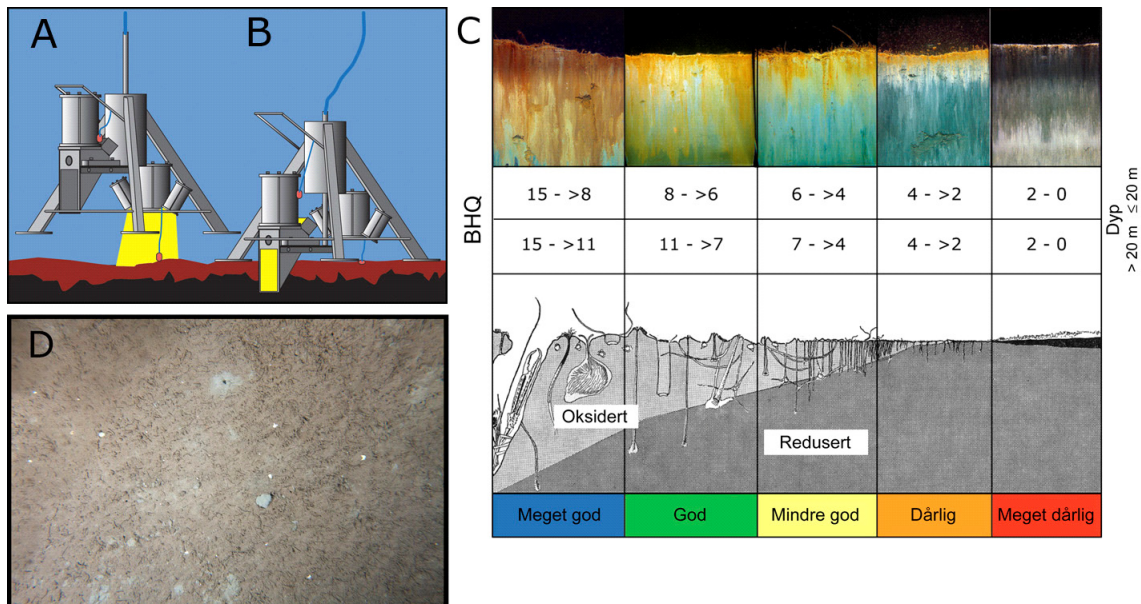 A
B
C
15 - >8
8 - >6
6 - >4
4 - >2
2 - 0
15 - >11
11 - >7
7 - >4
4 - >2
2 - 0
BHQ
Dyp
> 20 m ≤ 20 m
Oksidert
Redusert
Meget god
God
Mindre god
Dårlig
Meget dårlig
D